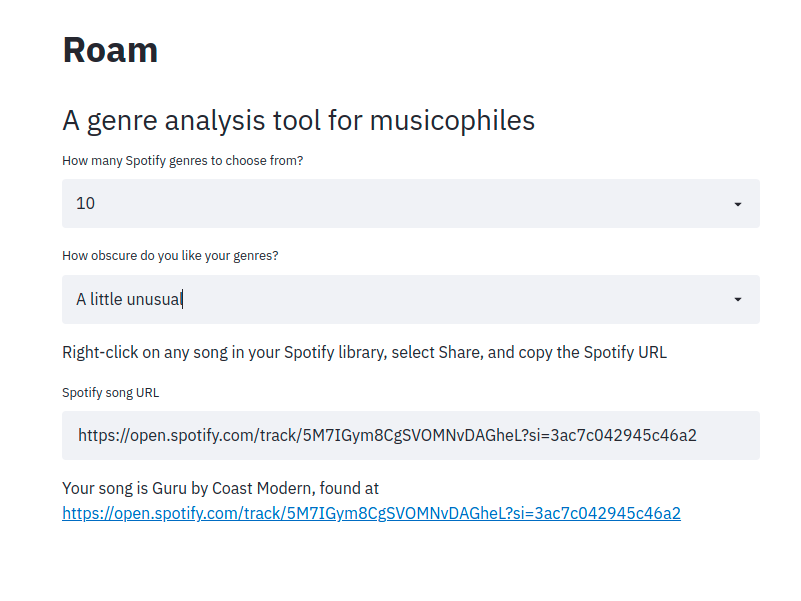 Roam
A genre analysis tool for musicophiles
How many Spotify genres to choose from?
10
How obscure do you like your genres?
A little unusual
Right-click on any song in your Spotify library, select Share, and copy the Spotify URL
Spotify song URL
https://open.spotify.com/track/5M7IGym8CgSVOMNvDAGheL?si=3ac7c042945c46a2
Your song is Guru by Coast Modern, found at
https://open.spotify.com/track/5M7IGym8CgSVOMNvDAGheL?si=3ac7c042945c46a2